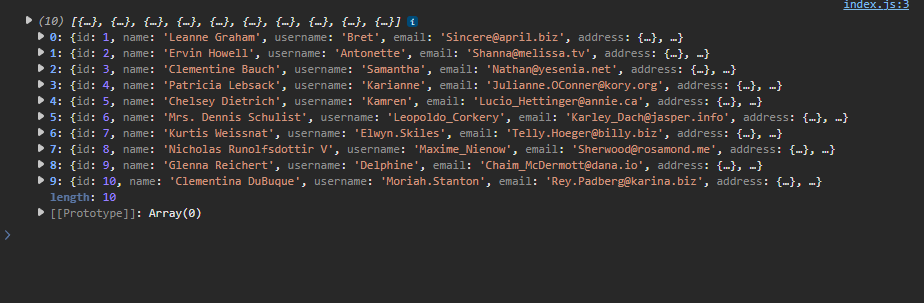 index.js:3
(10) [{…}, {…}, {…}, {…}, {…}, {…}, {…}, {…}, {…}, {…}] i
0: {id: 1, name: 'Leanne Graham', username: 'Bret', email: 'Sincere@april.biz', address: {…}, …}
1: {id: 2, name: 'Ervin Howell', username: 'Antonette', email: 'Shanna@melissa.tv', address: {…}, …}
2: {id: 3, name: 'Clementine Bauch', username: 'Samantha', email: 'Nathan@yesenia.net', address: {…}, …}
3: {id: 4, name: 'Patricia Lebsack', username: 'Karianne', email: 'Julianne.OConner@kory.org', address: {…}, …}
4: {id: 5, name: 'Chelsey Dietrich', username: 'Kamren', email: 'Lucio_Hettinger@annie.ca', address: {…}, …}
5: {id: 6, name: 'Mrs. Dennis Schulist', username: 'Leopoldo_Corkery', email: 'Karley_Dach@jasper.info', address: {…}, …}
6: {id: 7, name: 'Kurtis Weissnat', username: 'Elwyn.Skiles', email: 'Telly.Hoeger@billy.biz', address: {…}, …}
7: {id: 8, name: 'Nicholas Runolfsdottir V', username: 'Maxime_Nienow', email: 'Sherwood@rosamond.me', address: {…}, …}
8: {id: 9, name: 'Glenna Reichert', username: 'Delphine', email: 'Chaim_McDermott@dana.io', address: {…}, …}
9: {id: 10, name: 'Clementina DuBuque', username: 'Moriah.Stanton', email: 'Rey.Padberg@karina.biz', address: {…}, …}
length: 10
[[Prototype]]: Array(0)